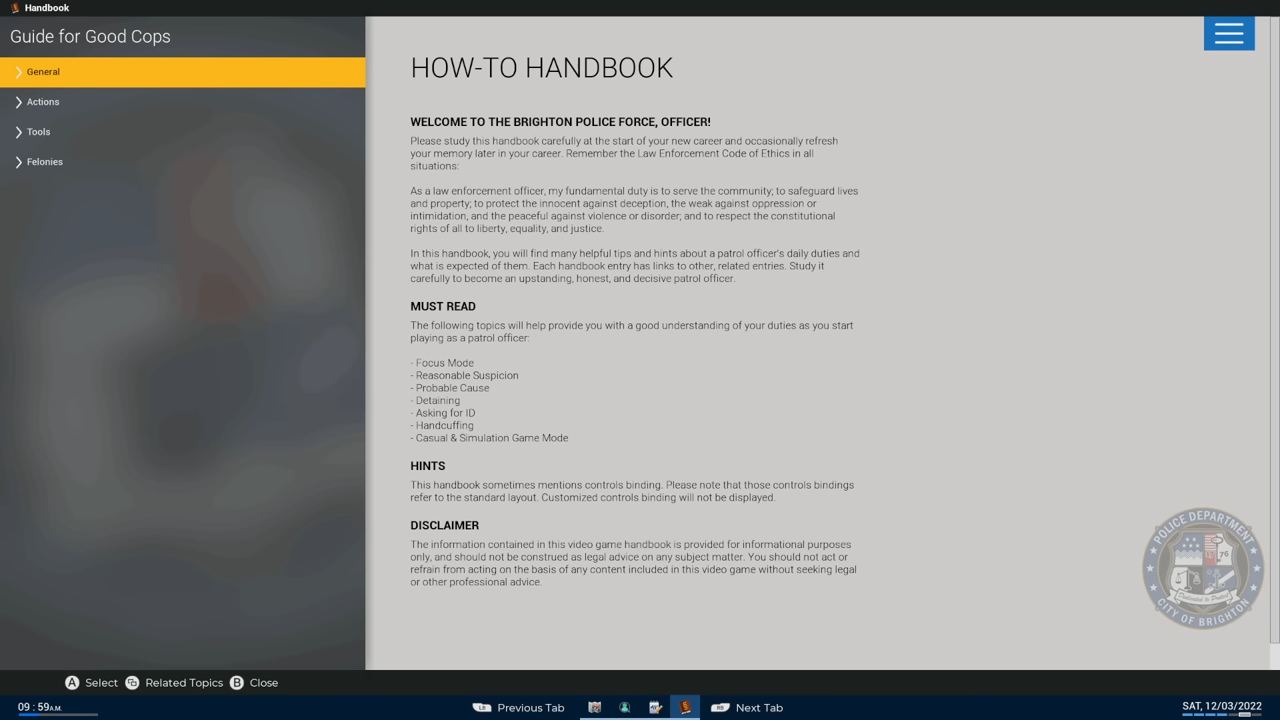 Handbook
Guide for Good Cops
General
Actions
Tools
Felonies
HOW-TO HANDBOOK
WELCOME TO THE BRIGHTON POLICE FORCE, OFFICER!
Please study this handbook carefully at the start of your new career and occasionally refresh
your memory later in your career. Remember the Law Enforcement Code of Ethics in all
situations:
As a law enforcement officer, my fundamental duty is to serve the community; to safeguard lives
and property; to protect the innocent against deception, the weak against oppression or
intimidation, and the peaceful against violence or disorder; and to respect the constitutional
rights of all to liberty, equality, and justice.
In this handbook, you will find many helpful tips and hints about a patrol officer's daily duties and
what is expected of them. Each handbook entry has links to other, related entries. Study it
carefully to become an upstanding, honest, and decisive patrol officer.
MUST READ
The following topics will help provide you with a good understanding of your duties as you start
playing as a patrol officer:
- Focus Mode
- Reasonable Suspicion
- Probable Cause
- Detaining
- Asking for ID
- Handcuffing
- Casual & Simulation Game Mode
HINTS
This handbook sometimes mentions controls binding. Please note that those controls bindings
refer to the standard layout. Customized controls binding will not be displayed.
DISCLAIMER
The information contained in this video game handbook is provided for informational purposes
only, and should not be construed as legal advice on any subject matter. You should not act or
refrain from acting on the basis of any content included in this video game without seeking legal
or other professional advice.
POLICE DEPARTMENT
17 76
Dedicated to Protect
CITY OF BRIGHTON
A Select Related Topics B Close
09 : 59 A.M.
LB Previous Tab
RB Next Tab
SAT, 12/03/2022